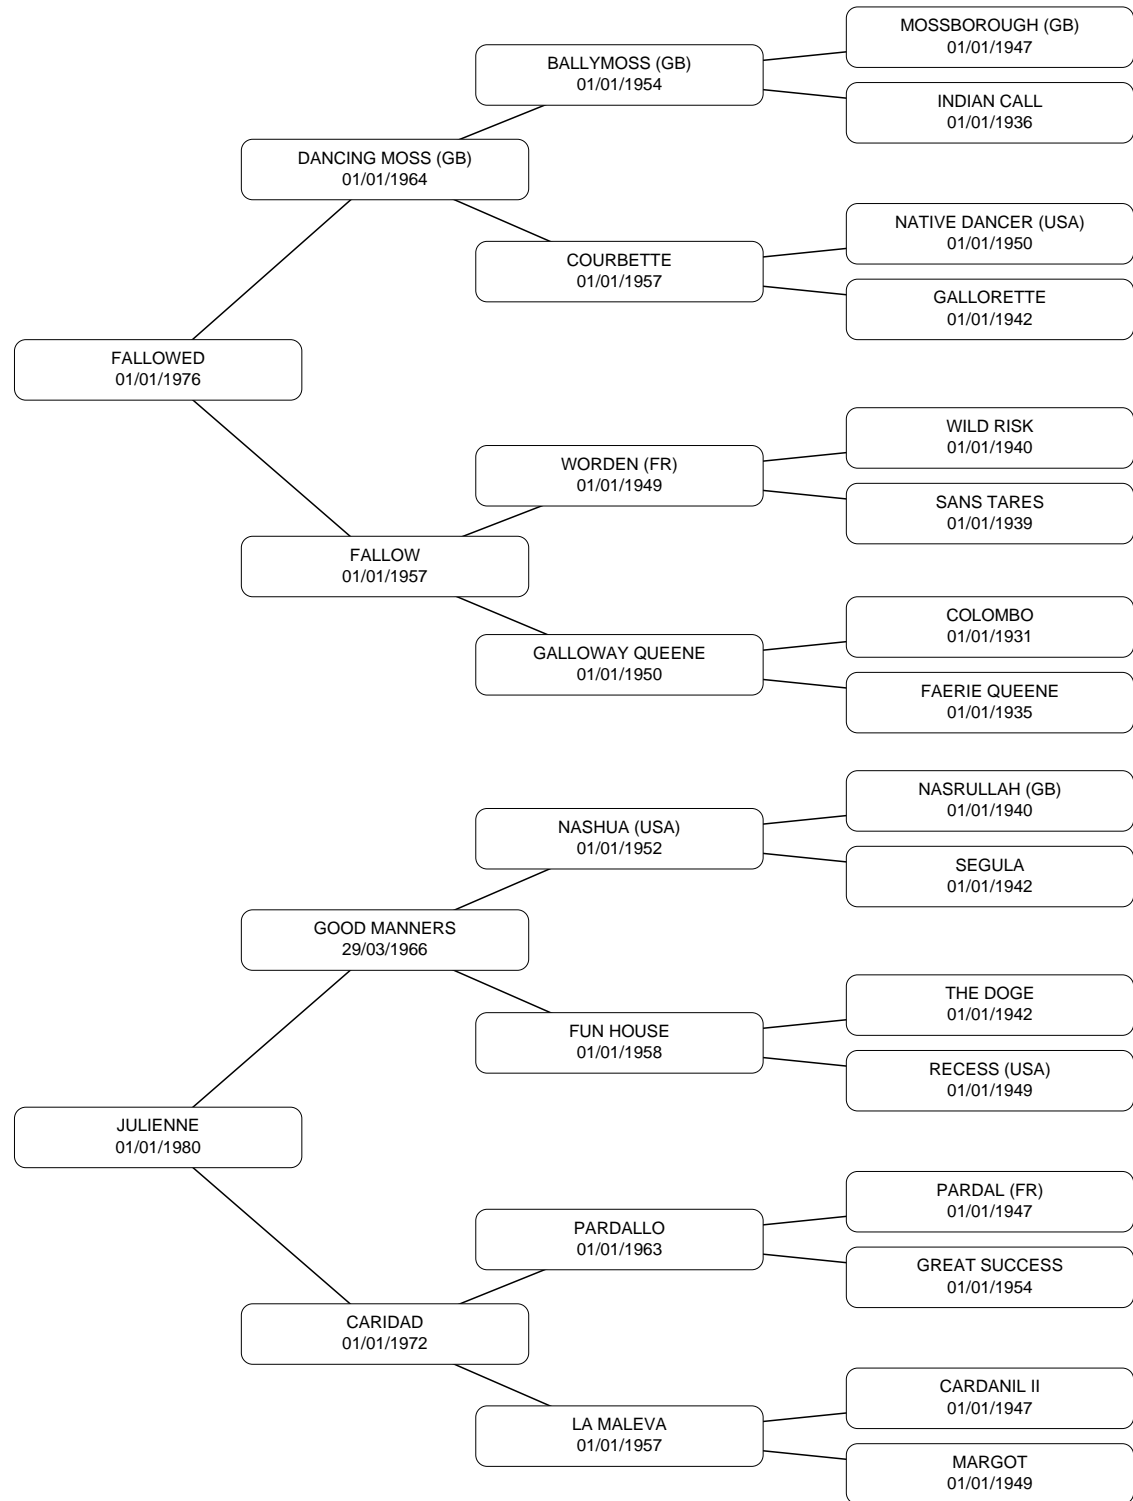 MOSSBOROUGH (GB)
01/01/1947
BALLYMOSS (GB)
01/01/1954
INDIAN CALL
01/01/1936
DANCING MOSS (GB)
01/01/1964
NATIVE DANCER (USA)
01/01/1950
COURBETTE
01/01/1957
GALLORETTE
01/01/1942
FALLOWED
01/01/1976
WILD RISK
01/01/1940
WORDEN (FR)
01/01/1949
SANS TARES
01/01/1939
FALLOW
01/01/1957
COLOMBO
01/01/1931
GALLOWAY QUEENE
01/01/1950
FAERIE QUEENE
01/01/1935
NASRULLAH (GB)
01/01/1940
NASHUA (USA)
01/01/1952
SEGULA
01/01/1942
GOOD MANNERS
29/03/1966
THE DOGE
01/01/1942
FUN HOUSE
01/01/1958
RECESS (USA)
01/01/1949
JULIENNE
01/01/1980
PARDAL (FR)
01/01/1947
PARDALLO
01/01/1963
GREAT SUCCESS
01/01/1954
CARIDAD
01/01/1972
CARDANIL II
01/01/1947
LA MALEVA
01/01/1957
MARGOT
01/01/1949